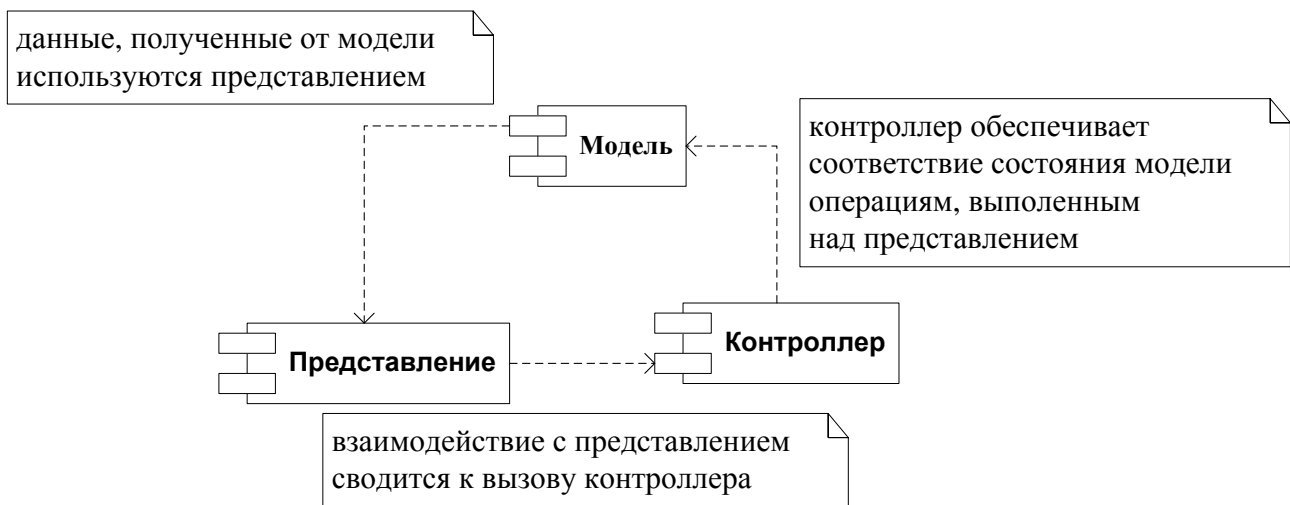 данные, полученные от модели
используются представлением
Модель
контроллер обеспечивает
соответствие состояния модели
операциям, выполенным
над представлением
Представление
Контроллер
взаимодействие с представлением
сводится к вызову контроллера